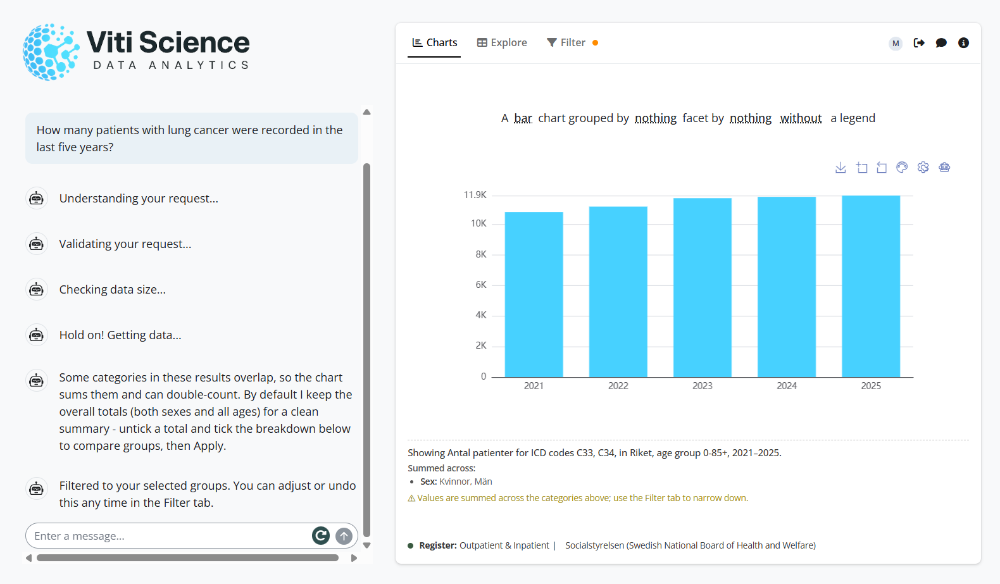 Viti Science
DATA ANALYTICS
How many patients with lung cancer were recorded in the
last five years?
Understanding your request...
Validating your request...
Checking data size...
Hold on! Getting data...
Some categories in these results overlap, so the chart
sums them and can double-count. By default I keep the
overall totals (both sexes and all ages) for a clean
summary - untick a total and tick the breakdown below
to compare groups, then Apply.
Filtered to your selected groups. You can adjust or undo
this any time in the Filter tab.
Enter a message...
Charts Explore Filter
M
A bar chart grouped by nothing facet by nothing without a legend
11.9K
10K
8K
6K
4K
2K
0
2021 2022 2023 2024 2025
Showing Antal patienter for ICD codes C33, C34, in Riket, age group 0-85+, 2021–2025.
Summed across:
• Sex: Kvinnor, Män
⚠ Values are summed across the categories above; use the Filter tab to narrow down.
Register: Outpatient & Inpatient | Socialstyrelsen (Swedish National Board of Health and Welfare)